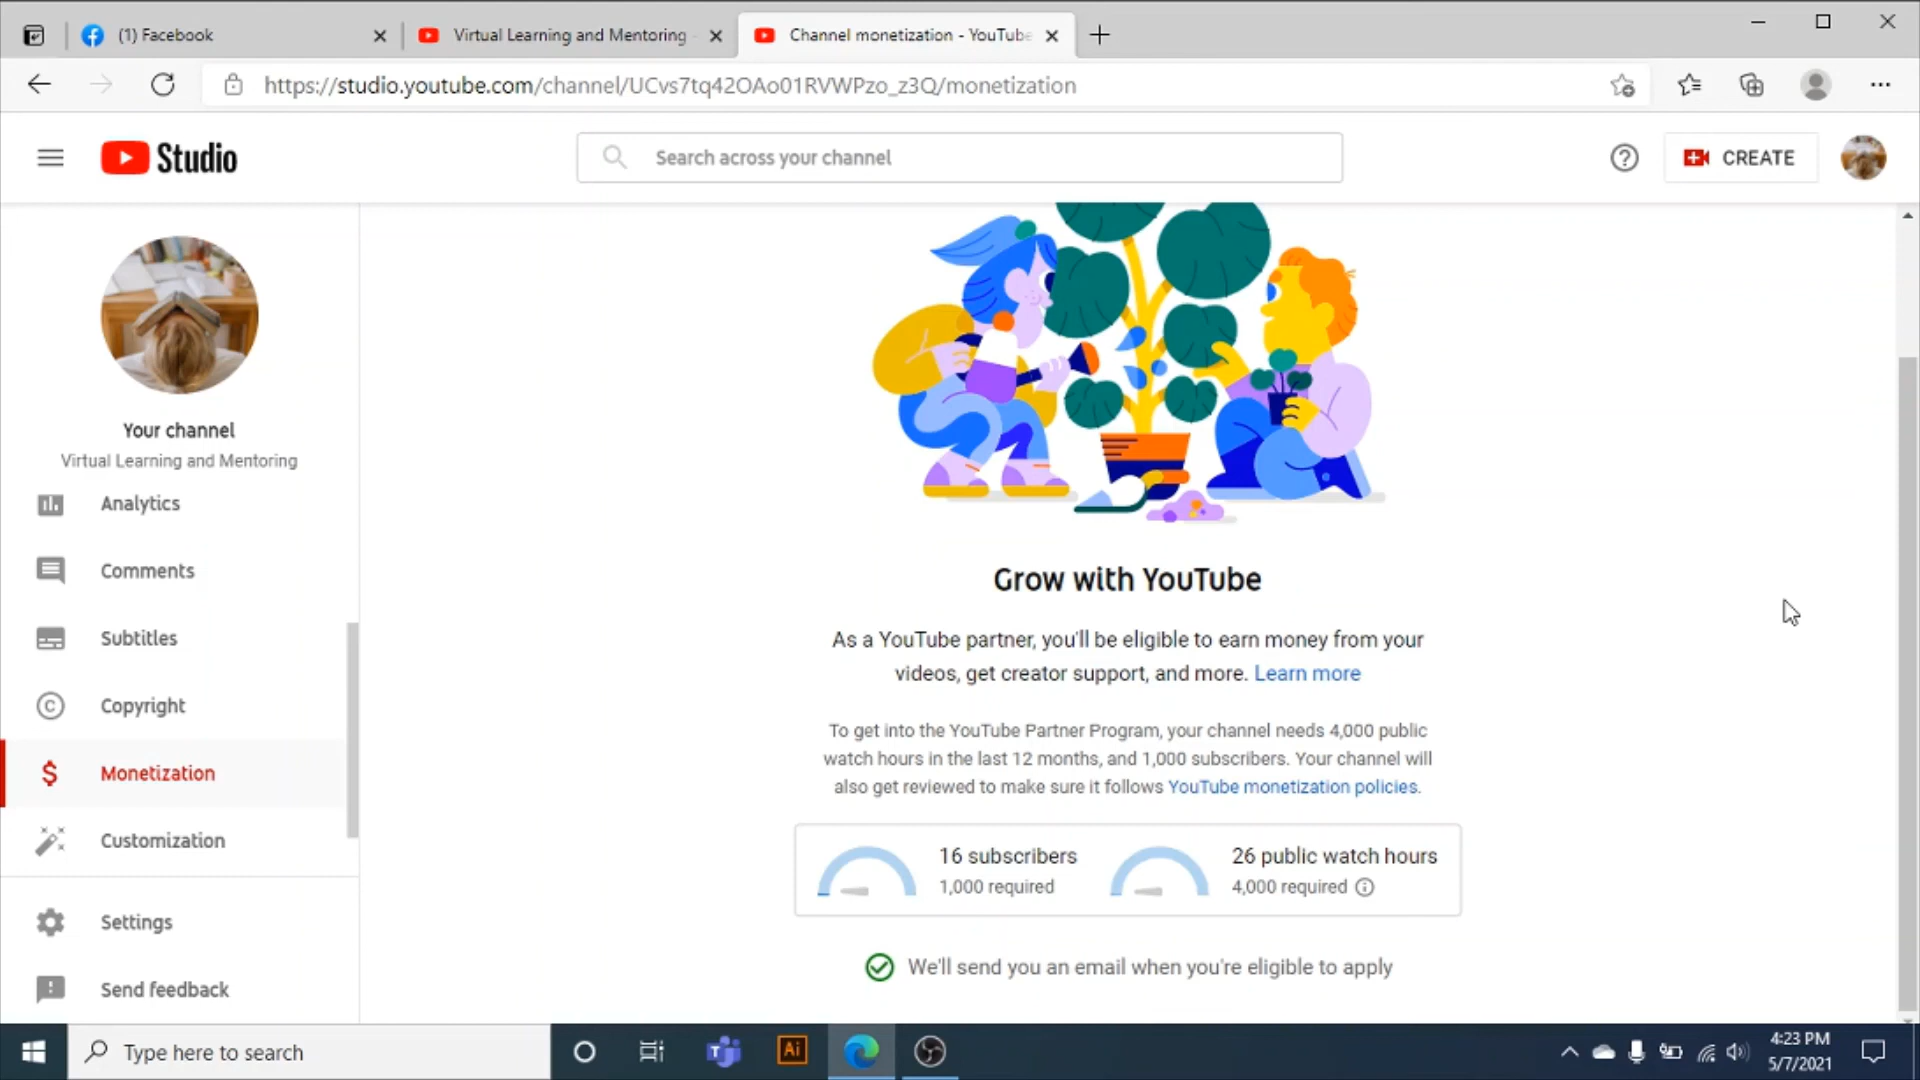 (1) Facebook
Virtual Learning and Mentoring
Channel monetization - YouTube
https://studio.youtube.com/channel/UCvs7tq42OAo01RVWPzo_z3Q/monetization
Studio
Search across your channel
CREATE
Your channel
Virtual Learning and Mentoring
Analytics
Comments
Subtitles
Copyright
Monetization
Customization
Settings
Send feedback
Grow with YouTube
As a YouTube partner, you'll be eligible to earn money from your
videos, get creator support, and more. Learn more
To get into the YouTube Partner Program, your channel needs 4,000 public
watch hours in the last 12 months, and 1,000 subscribers. Your channel will
also get reviewed to make sure it follows YouTube monetization policies.
16 subscribers
1,000 required
26 public watch hours
4,000 required
We'll send you an email when you're eligible to apply
Type here to search
Ai
4:23 PM
5/7/2021